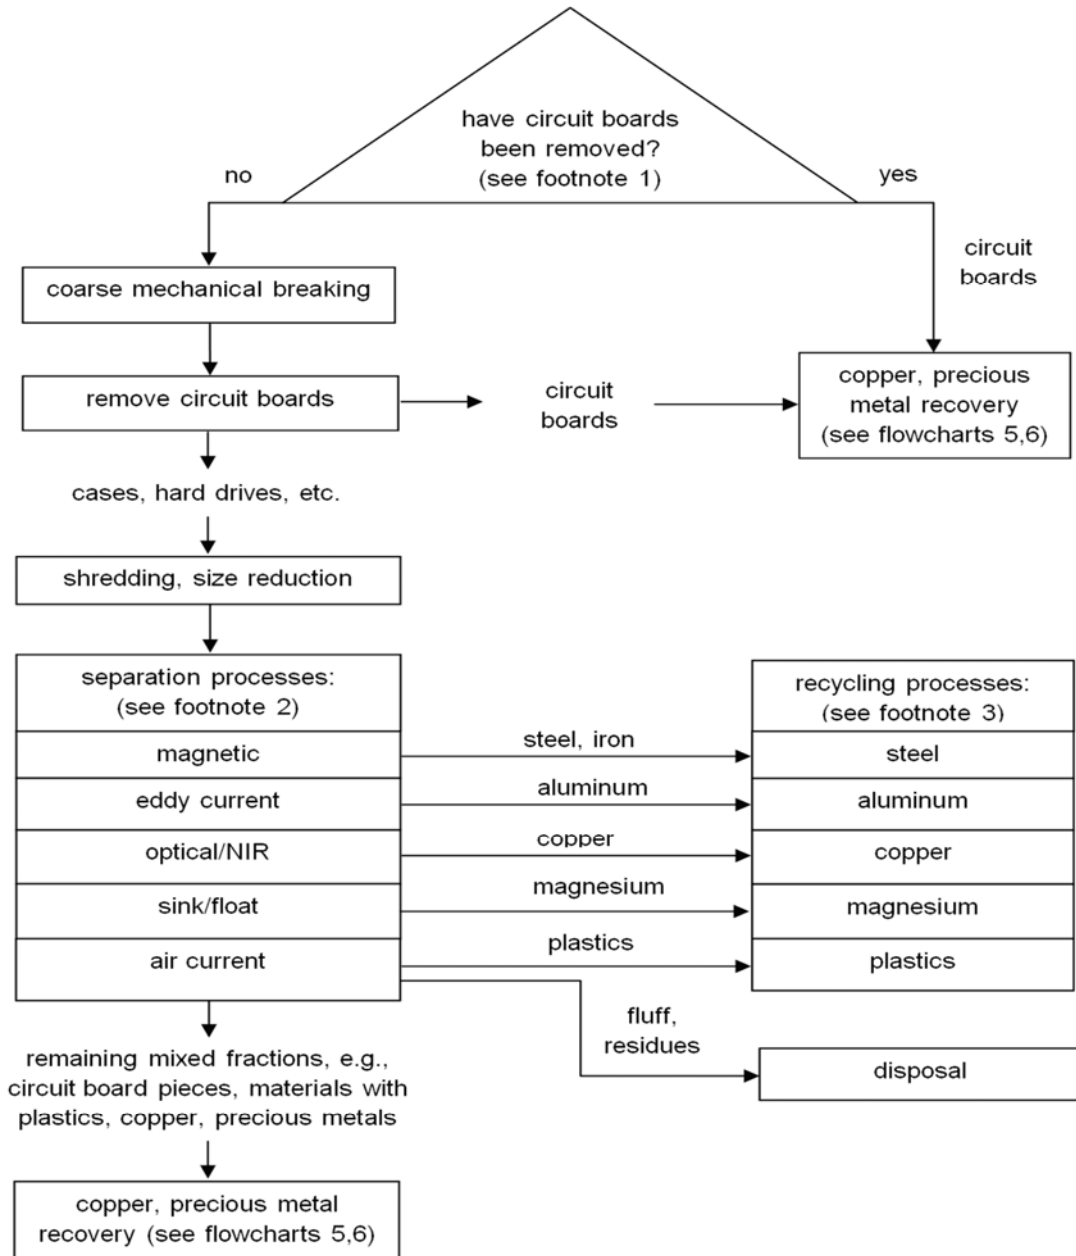 have circuit boards
been removed?
(see footnote 1)
no
yes
circuit
boards
coarse mechanical breaking
remove circuit boards
circuit
boards
copper, precious
metal recovery
(see flowcharts 5,6)
cases, hard drives, etc.
shredding, size reduction
separation processes:
(see footnote 2)
recycling processes:
(see footnote 3)
magnetic
steel, iron
steel
eddy current
aluminum
aluminum
optical/NIR
copper
copper
sink/float
magnesium
magnesium
air current
plastics
plastics
fluff,
residues
disposal
remaining mixed fractions, e.g.,
circuit board pieces, materials with
plastics, copper, precious metals
copper, precious metal
recovery (see flowcharts 5,6)